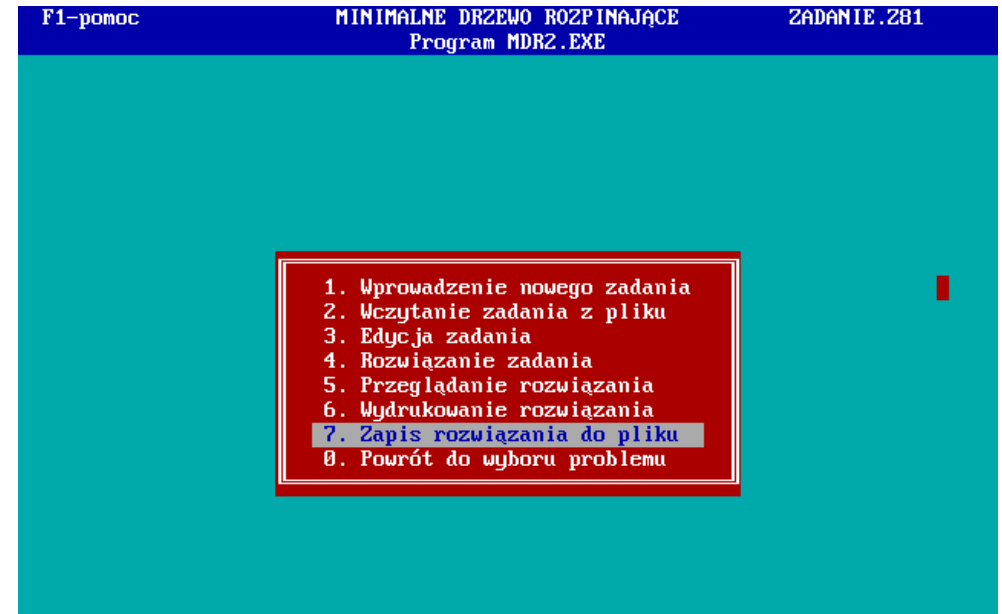 F1-pomoc MINIMALNE DRZEWO ROZPINAJĄCE ZADANIE.Z81
Program MDR2.EXE
1. Wprowadzenie nowego zadania
2. Wczytanie zadania z pliku
3. Edycja zadania
4. Rozwiązanie zadania
5. Przeglądanie rozwiązania
6. Wydrukowanie rozwiązania
7. Zapis rozwiązania do pliku
0. Powrót do wyboru problemu